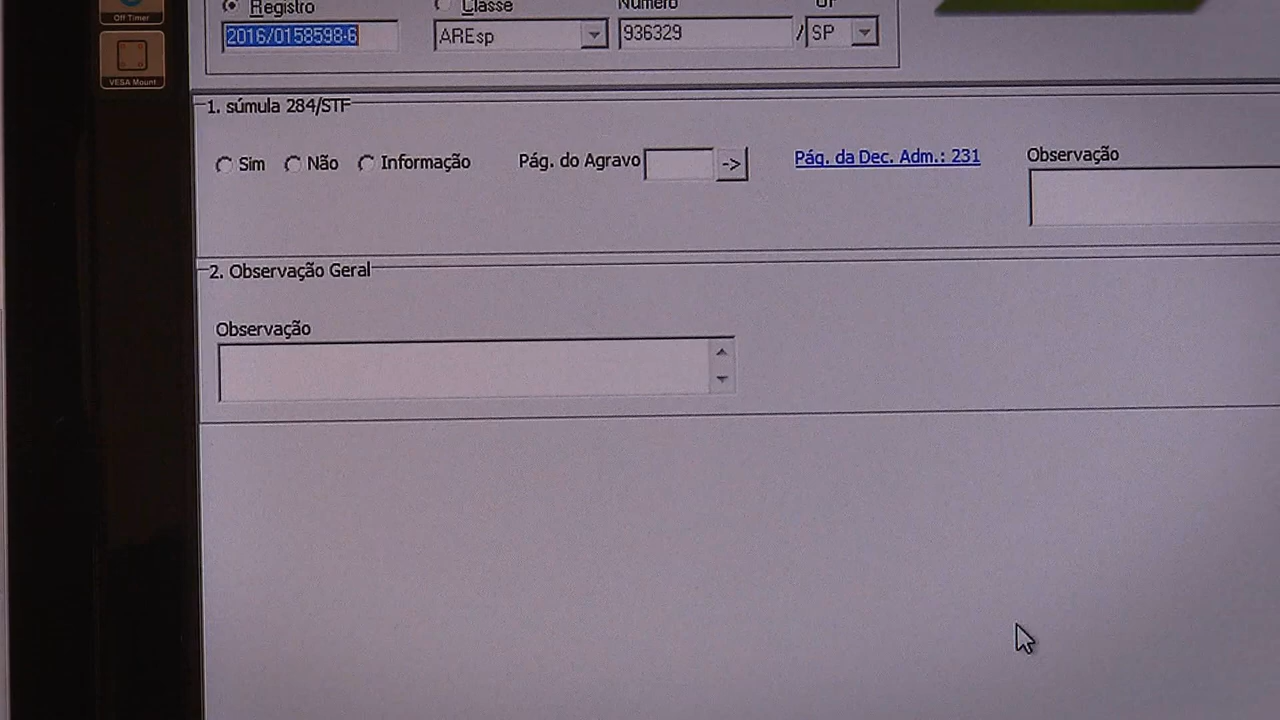 Off Timer
VESA Mount
Registro Classe Número UF
2016/0158598-6 AREsp 936329 / SP
1. súmula 284/STF
Sim Não Informação Pág. do Agravo -> Pág. da Dec. Adm.: 231 Observação
2. Observação Geral
Observação